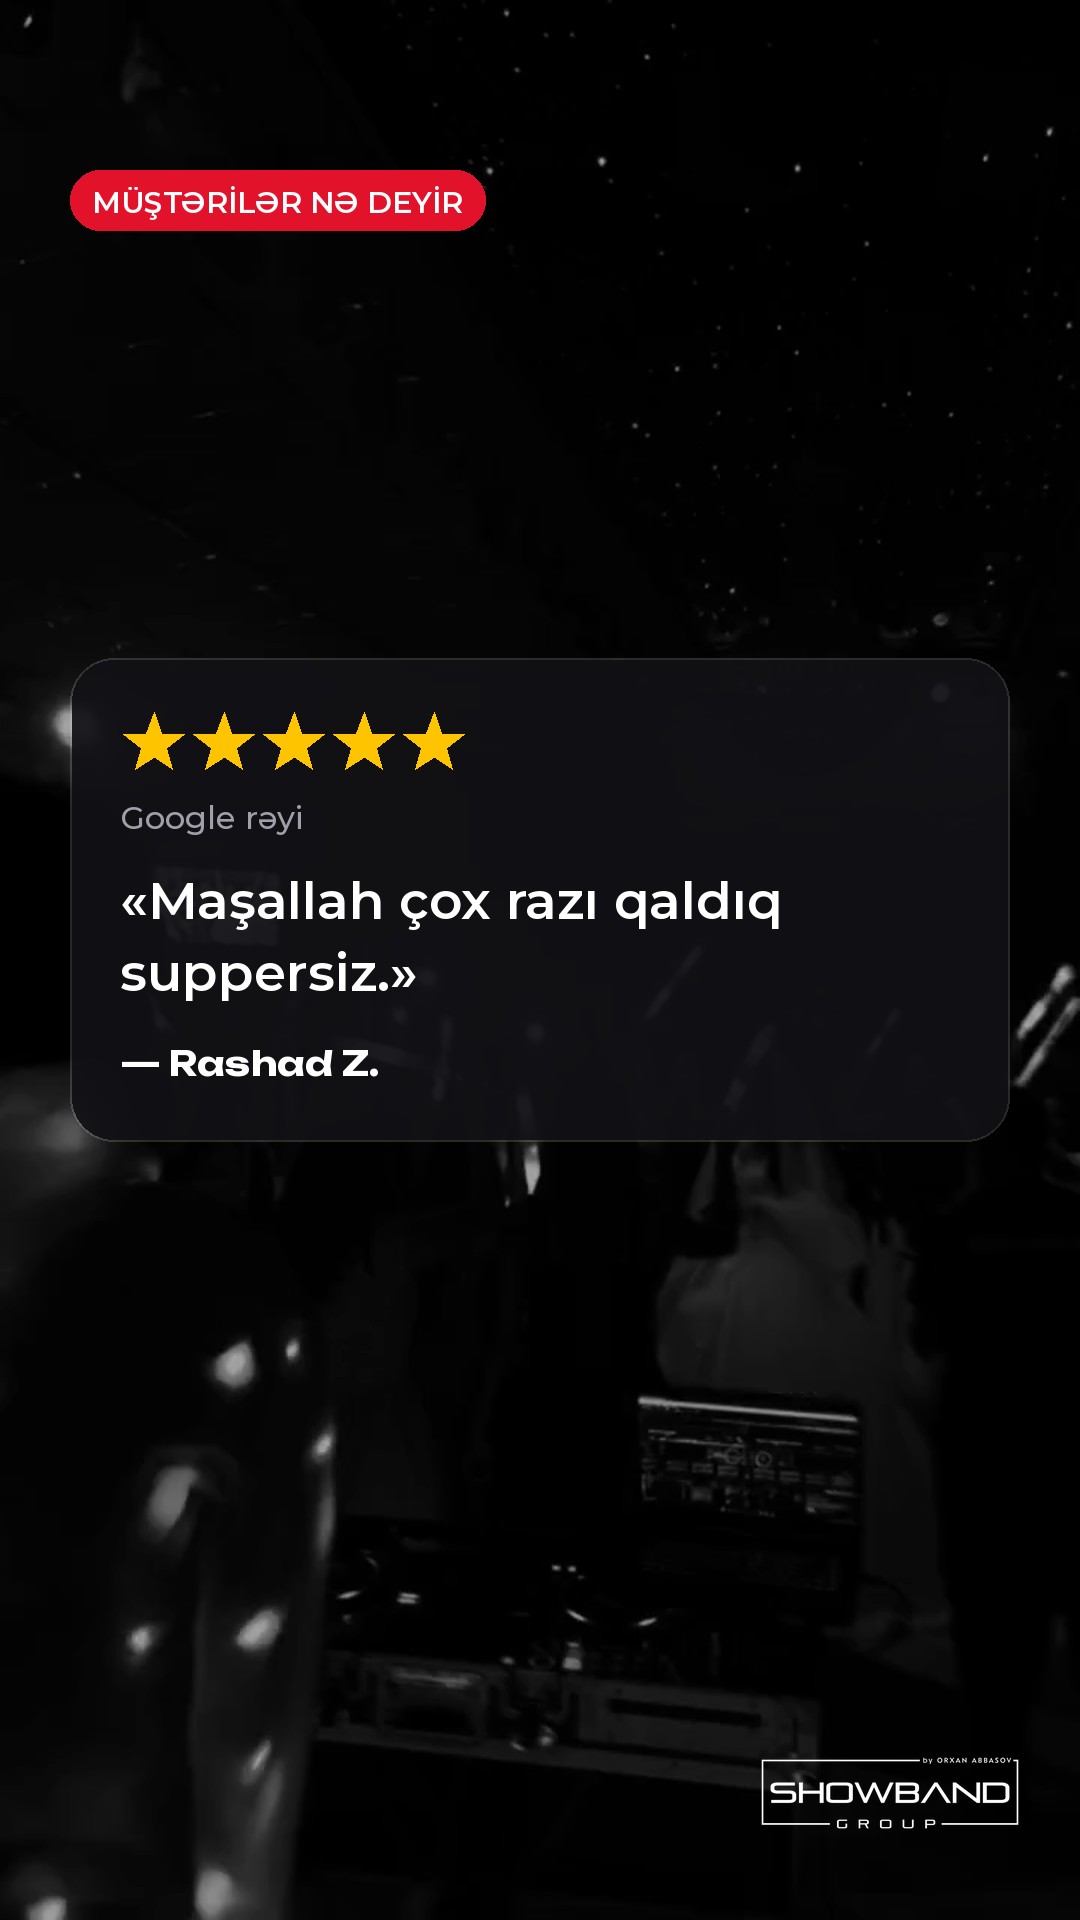 MÜŞTƏRİLƏR NƏ DEYİR
Google rəyi
«Maşallah çox razı qaldıq
suppersiz.»
— Rashad Z.
by ORXAN ABBASOV
SHOWBAND
GROUP